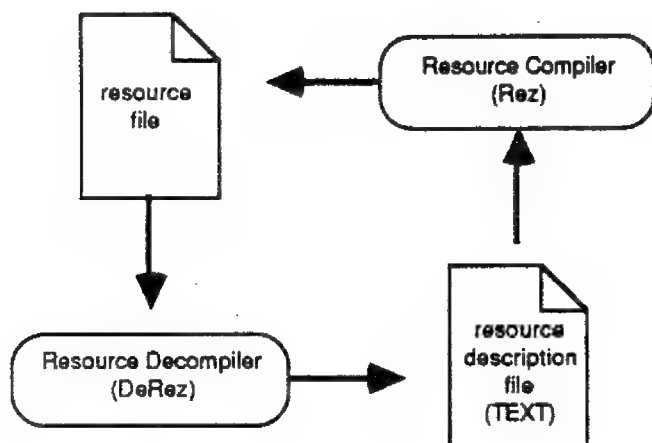 resource
file
Resource Compiler
(Rez)
Resource Decompiler
(DeRez)
resource
description
file
(TEXT)